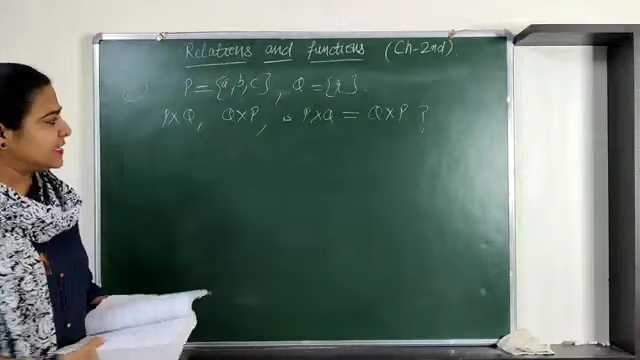 Relations and functions (Ch-2nd).
P = {a, b, c}, Q = {r}.
P×Q, Q×P, is P×Q = Q×P ?